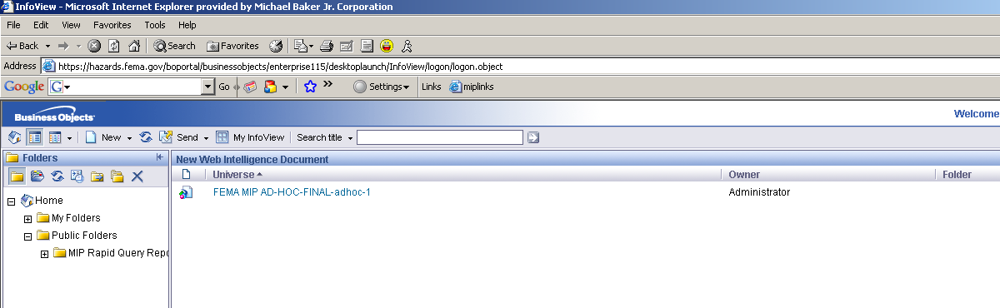 InfoView - Microsoft Internet Explorer provided by Michael Baker Jr. Corporation
File Edit View Favorites Tools Help
Back Search Favorites
Address https://hazards.fema.gov/boportal/businessobjects/enterprise115/desktoplaunch/InfoView/logon/logon.object
Google G Go » Settings Links miplinks
Business Objects Welcome
New Send My InfoView Search title
Folders New Web Intelligence Document
Universe Owner Folder
FEMA MIP AD-HOC-FINAL-adhoc-1 Administrator
Home
My Folders
Public Folders
MIP Rapid Query Repo